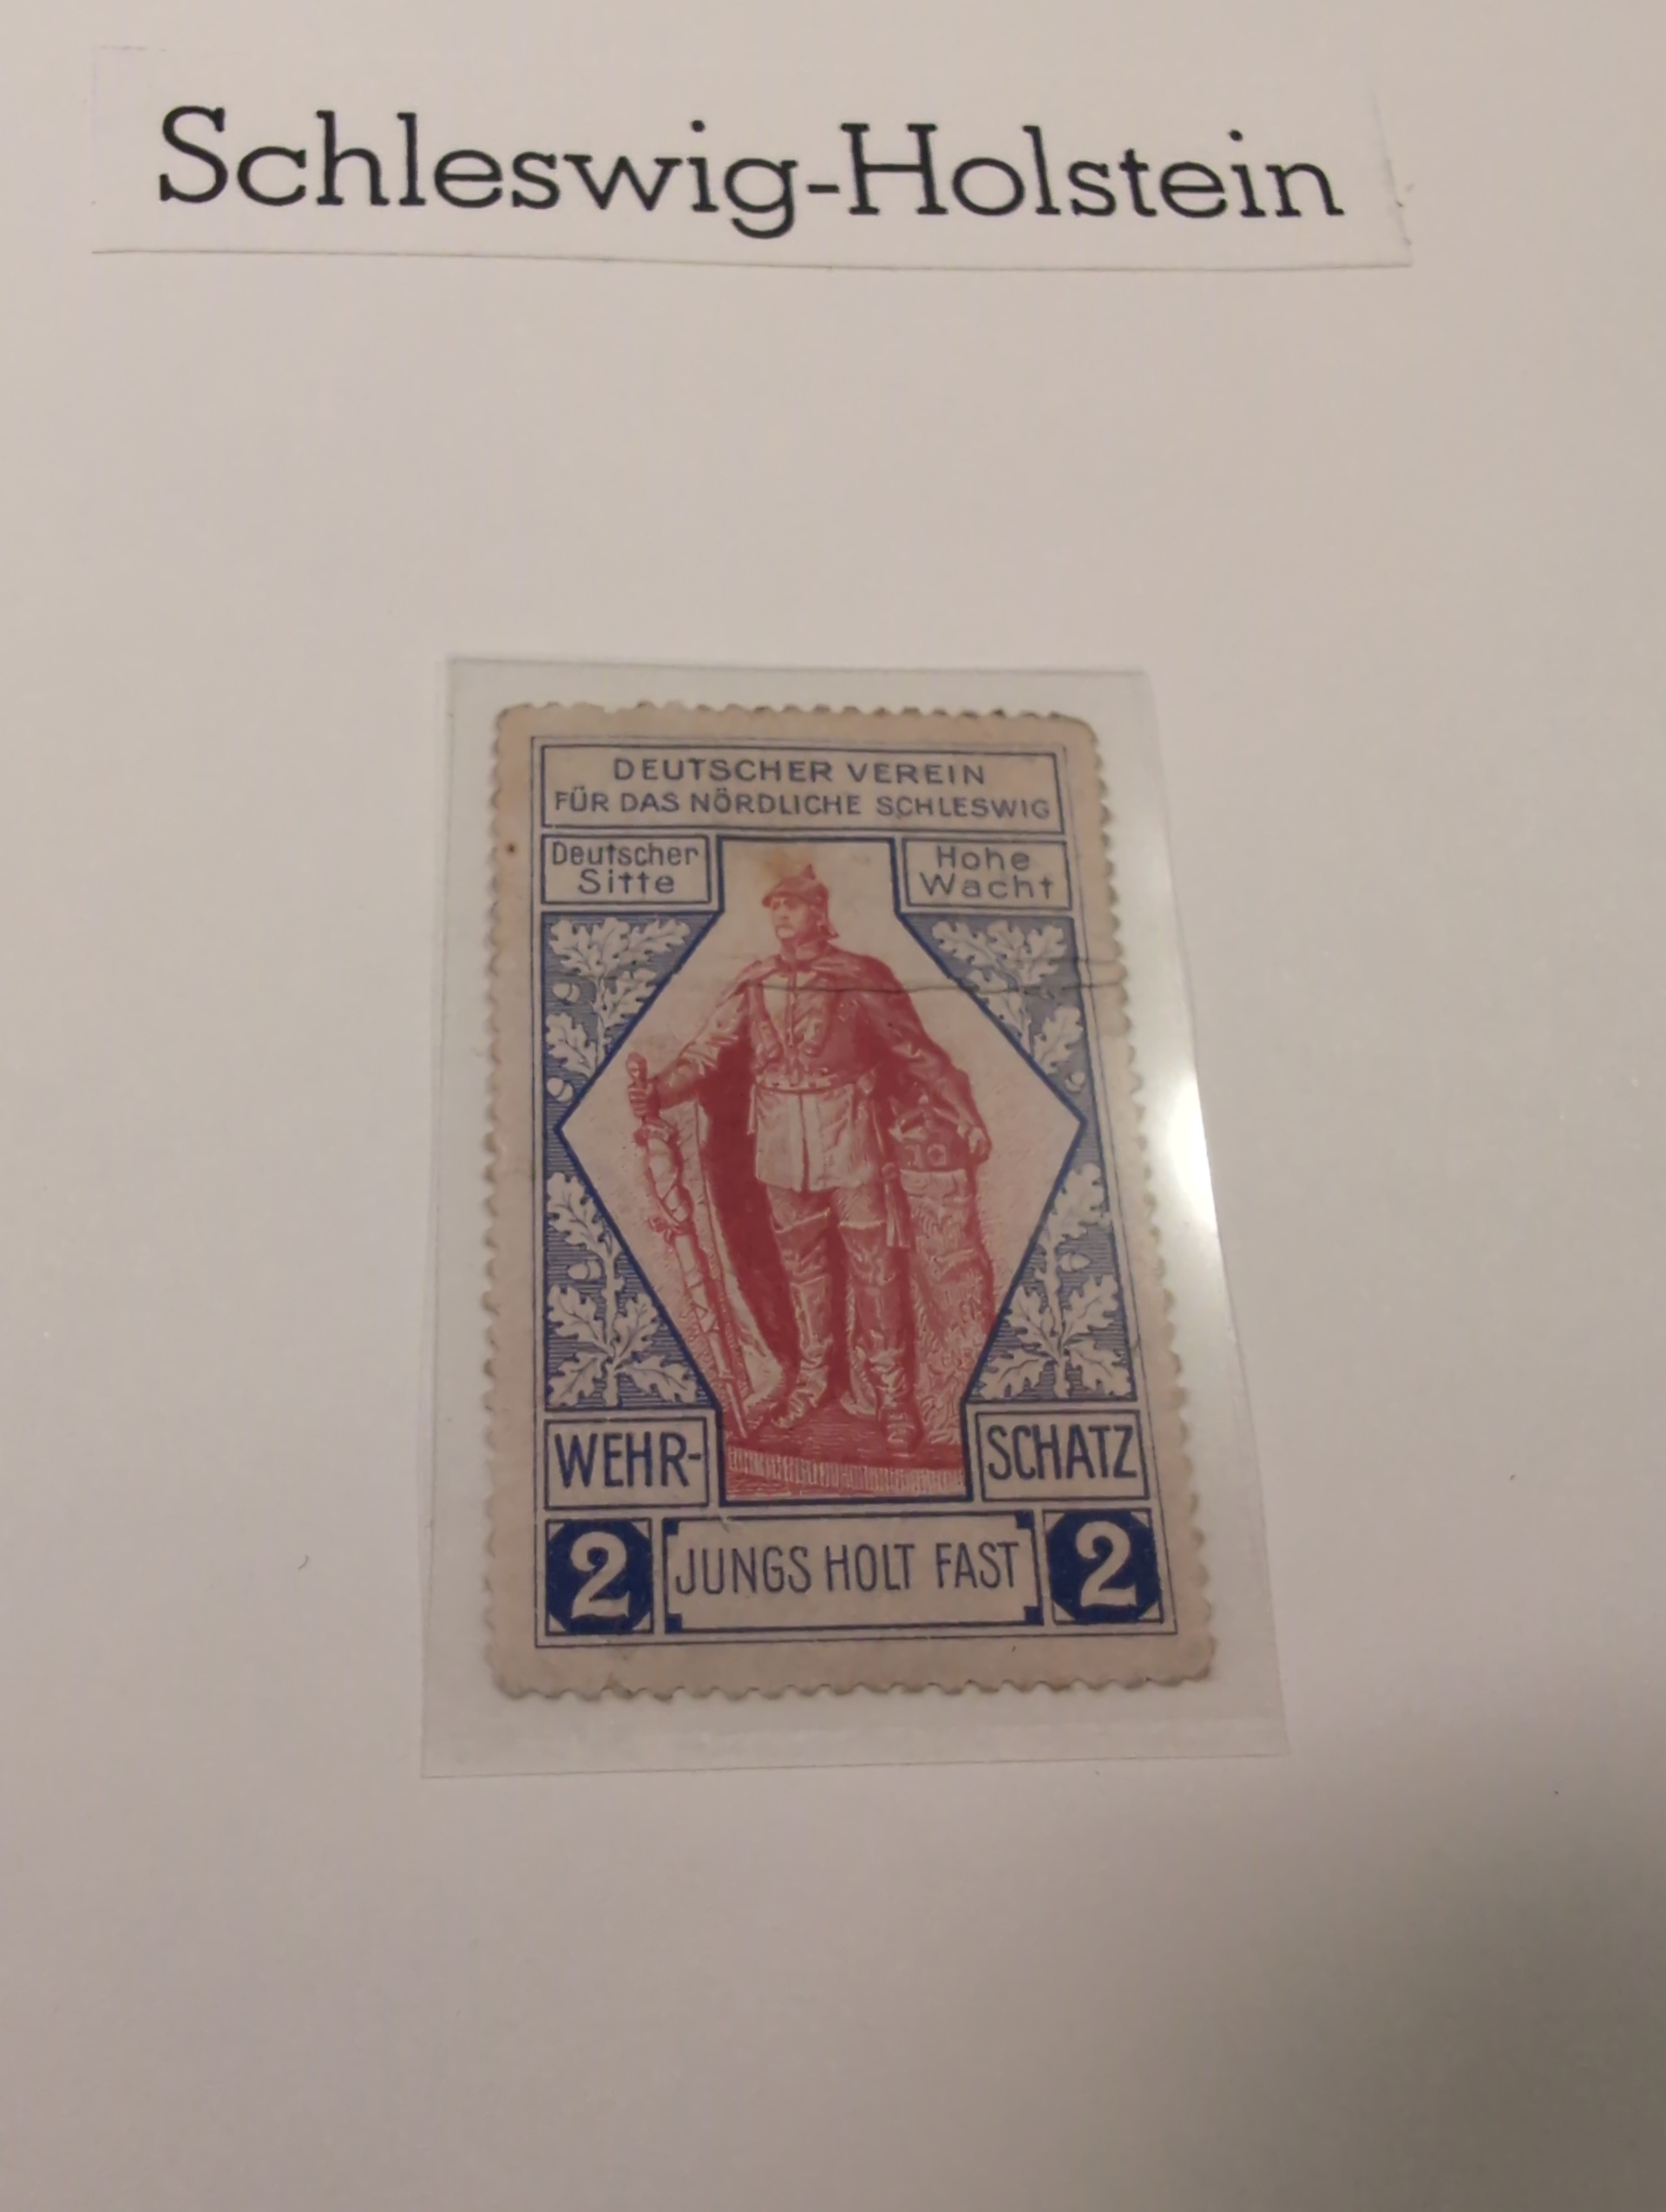 Schleswig-Holstein
DEUTSCHER VEREIN
FÜR DAS NÖRDLICHE SCHLESWIG
Deutscher
Sitte
Hohe
Wacht
WEHR-
SCHATZ
2
JUNGS HOLT FAST
2